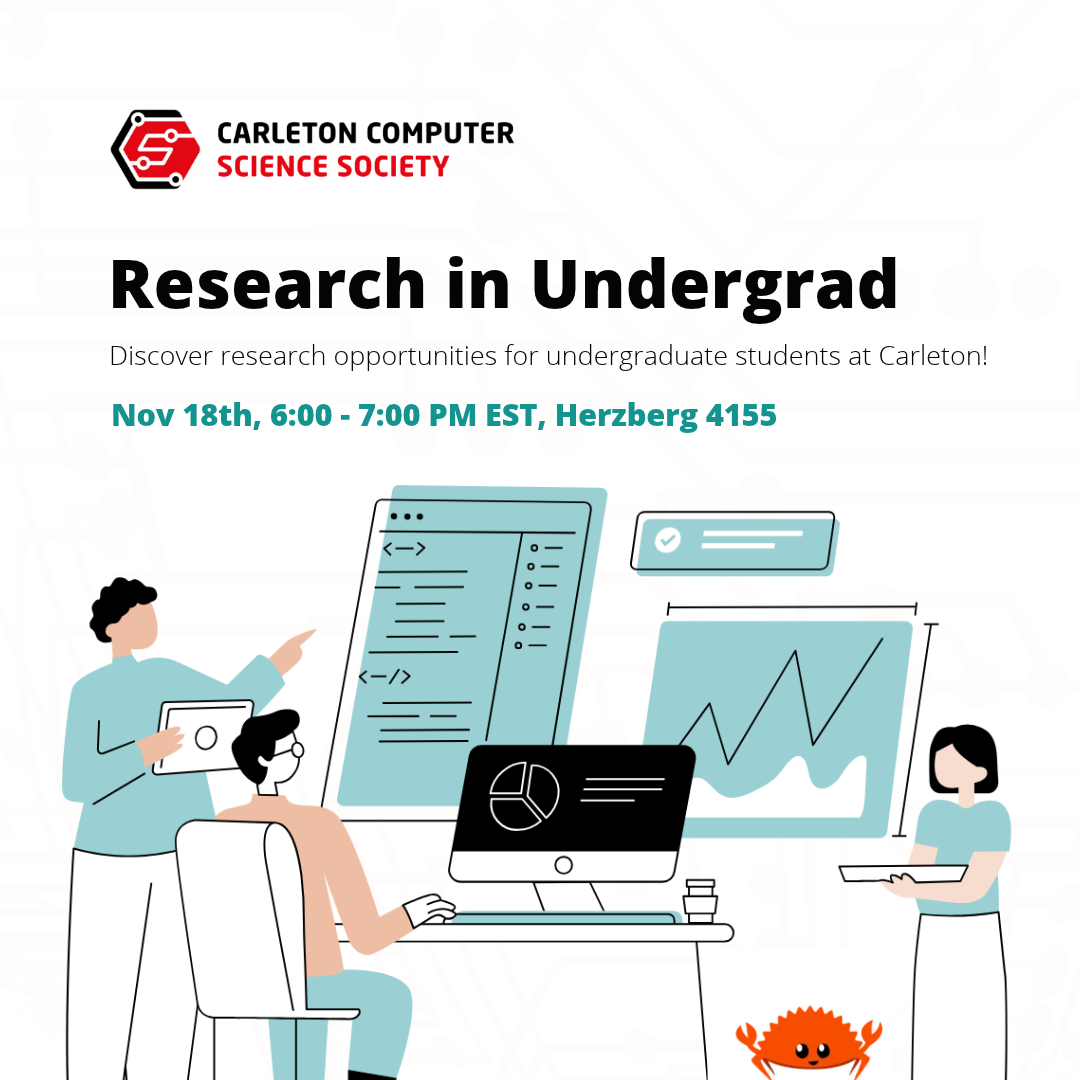 CARLETON COMPUTER
SCIENCE SOCIETY
Research in Undergrad
Discover research opportunities for undergraduate students at Carleton!
Nov 18th, 6:00 - 7:00 PM EST, Herzberg 4155